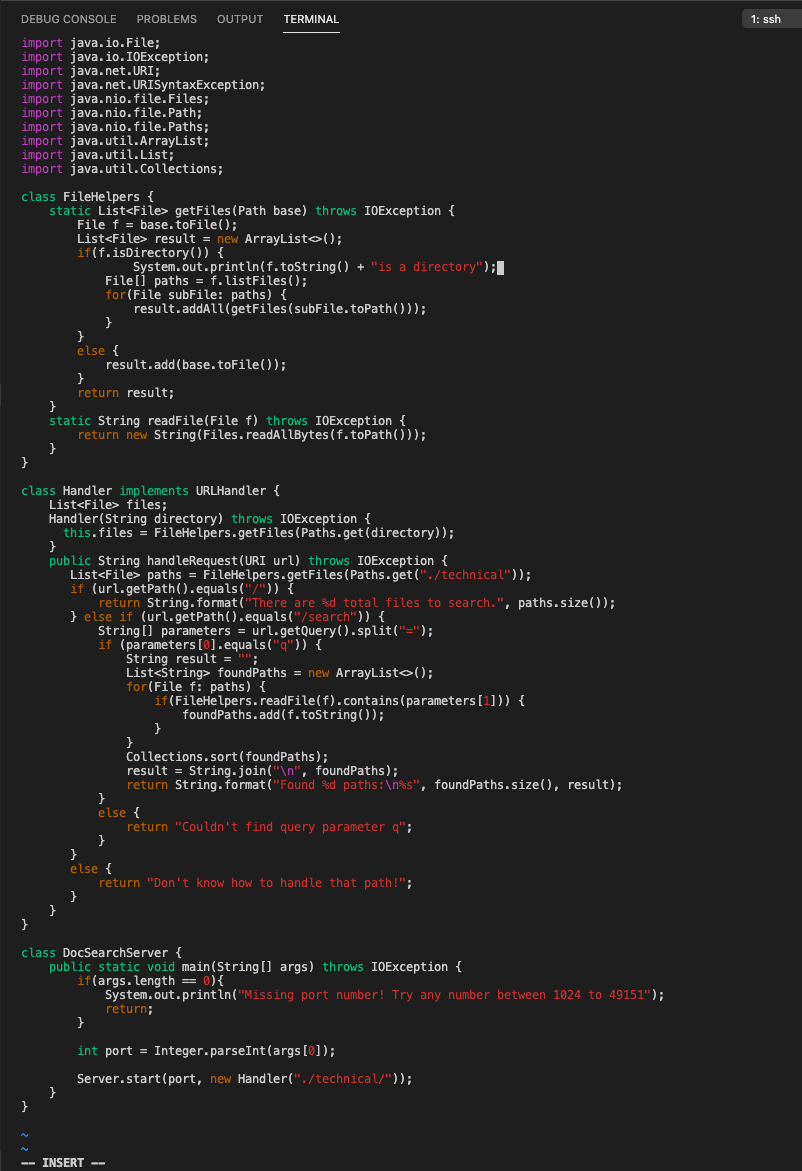 DEBUG CONSOLE PROBLEMS OUTPUT TERMINAL 1: ssh
import java.io.File;
import java.io.IOException;
import java.net.URI;
import java.net.URISyntaxException;
import java.nio.file.Files;
import java.nio.file.Path;
import java.nio.file.Paths;
import java.util.ArrayList;
import java.util.List;
import java.util.Collections;

class FileHelpers {
    static List<File> getFiles(Path base) throws IOException {
        File f = base.toFile();
        List<File> result = new ArrayList<>();
        if(f.isDirectory()) {
                System.out.println(f.toString() + "is a directory");
            File[] paths = f.listFiles();
            for(File subFile: paths) {
                result.addAll(getFiles(subFile.toPath()));
            }
        }
        else {
            result.add(base.toFile());
        }
        return result;
    }
    static String readFile(File f) throws IOException {
        return new String(Files.readAllBytes(f.toPath()));
    }
}

class Handler implements URLHandler {
    List<File> files;
    Handler(String directory) throws IOException {
      this.files = FileHelpers.getFiles(Paths.get(directory));
    }
    public String handleRequest(URI url) throws IOException {
       List<File> paths = FileHelpers.getFiles(Paths.get("./technical"));
       if (url.getPath().equals("/")) {
           return String.format("There are %d total files to search.", paths.size());
       } else if (url.getPath().equals("/search")) {
           String[] parameters = url.getQuery().split("=");
           if (parameters[0].equals("q")) {
               String result = "";
               List<String> foundPaths = new ArrayList<>();
               for(File f: paths) {
                   if(FileHelpers.readFile(f).contains(parameters[1])) {
                       foundPaths.add(f.toString());
                   }
               }
               Collections.sort(foundPaths);
               result = String.join("\n", foundPaths);
               return String.format("Found %d paths:\n%s", foundPaths.size(), result);
           }
           else {
               return "Couldn't find query parameter q";
           }
       }
       else {
           return "Don't know how to handle that path!";
       }
    }
}

class DocSearchServer {
    public static void main(String[] args) throws IOException {
        if(args.length == 0){
            System.out.println("Missing port number! Try any number between 1024 to 49151");
            return;
        }

        int port = Integer.parseInt(args[0]);

        Server.start(port, new Handler("./technical/"));
    }
}

~
~
-- INSERT --